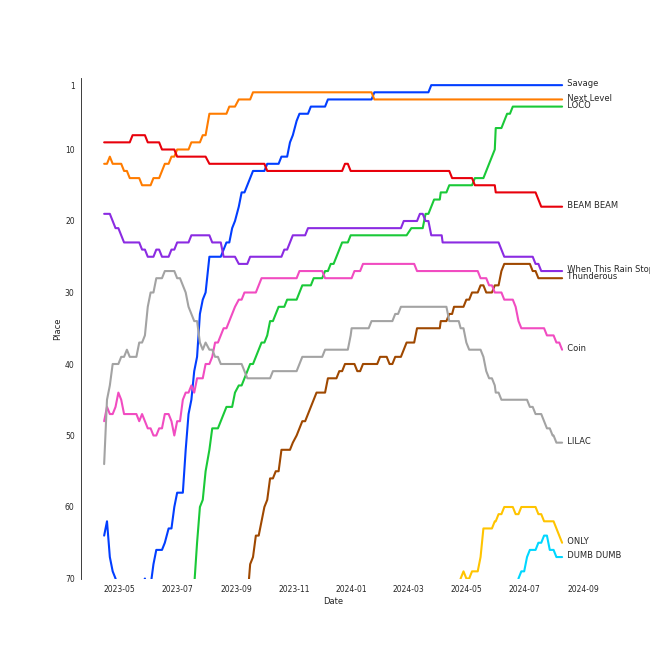 1
10
20
30
40
50
60
70
Place
2023-05
2023-07
2023-09
2023-11
2024-01
2024-03
2024-05
2024-07
2024-09
Date
Savage
Next Level
LOCO
BEAM BEAM
When This Rain Stop
Thunderous
Coin
LILAC
ONLY
DUMB DUMB